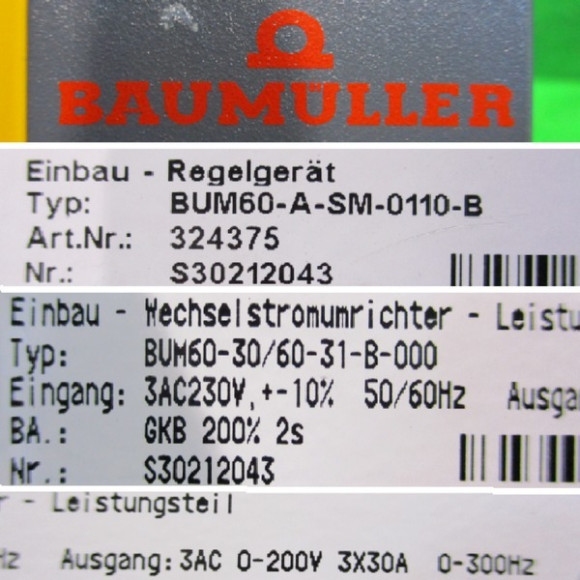 BAUMÜLLER
Einbau - Regelgerät
Typ: BUM60-A-SM-0110-B
Art.Nr.: 324375
Nr.: S30212043
Einbau - Wechselstromumrichter - Leistu
Typ: BUM60-30/60-31-B-000
Eingang: 3AC230V,+-10% 50/60Hz Ausga
BA.: GKB 200% 2s
Nr.: S30212043
r - Leistungsteil
Hz Ausgang: 3AC 0-200V 3X30A 0-300Hz